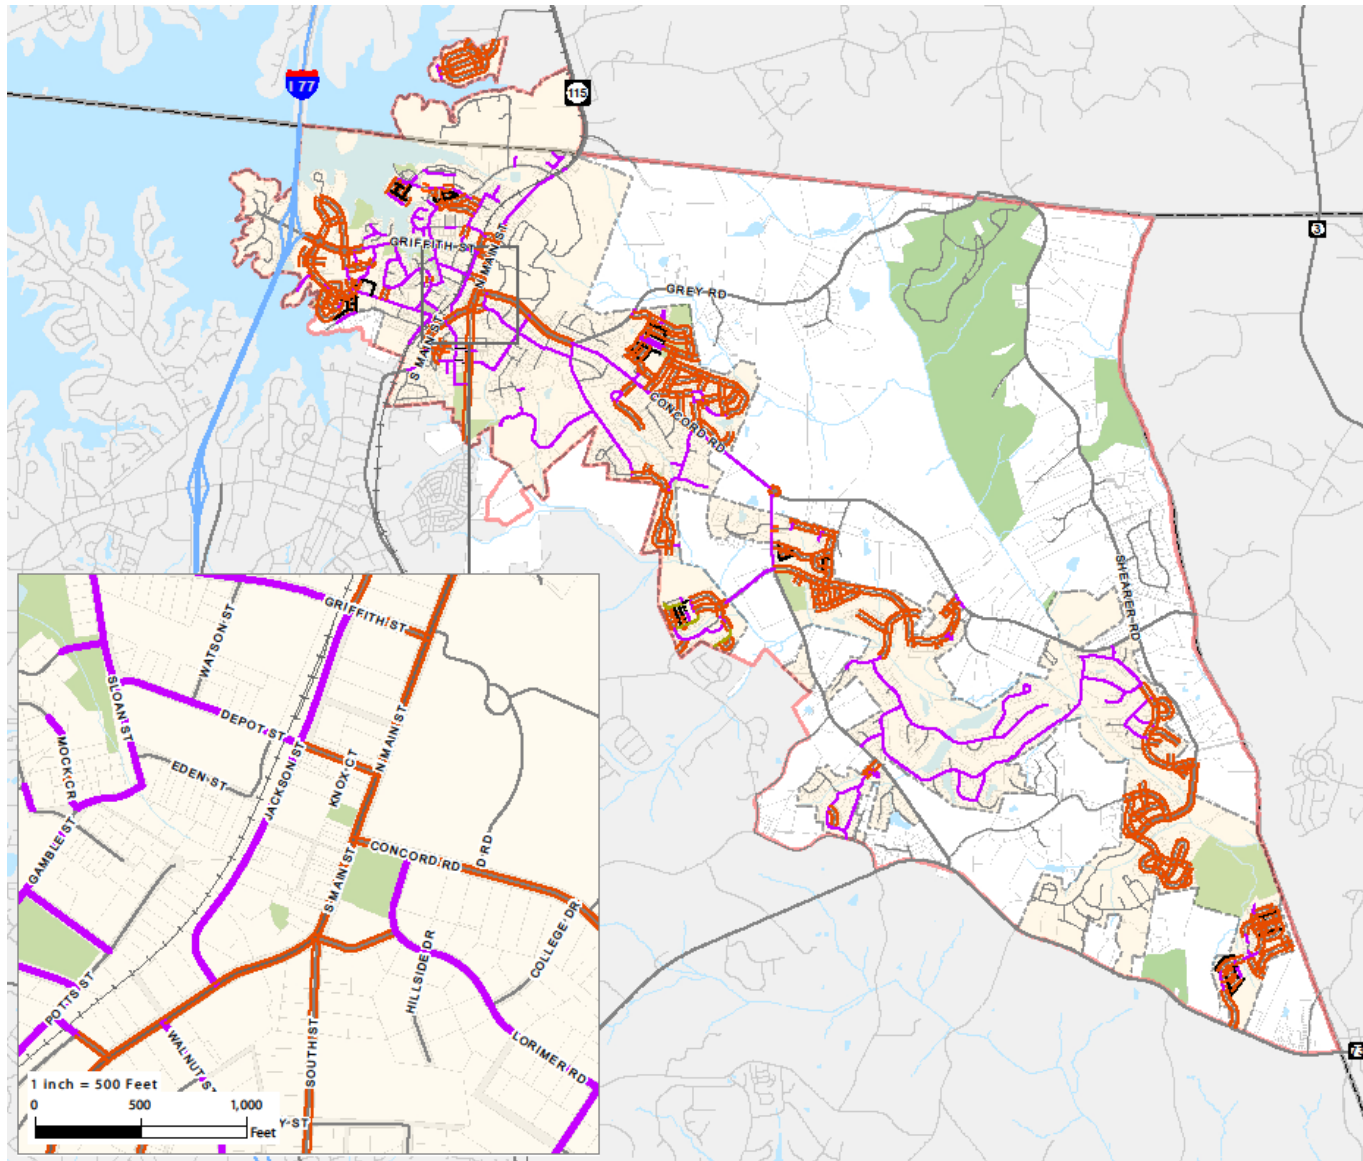 I 77
115
3
GRIFFITH ST
N MAIN ST
GREY RD
S MAIN ST
CONCORD RD
SHEARER RD
73
GRIFFITH ST
WATSON ST
SLOAN ST
DEPOT ST
N MAIN ST
MOCK CR
EDEN ST
JACKSON ST
KNOX CT
GAMBLE ST
CONCORD RD
D RD
S MAIN ST
COLLEGE DR
HILLSIDE DR
POTTS ST
WALNUT ST
SOUTH ST
LORIMER RD
Y ST
1 inch = 500 Feet
0 500 1,000
Feet